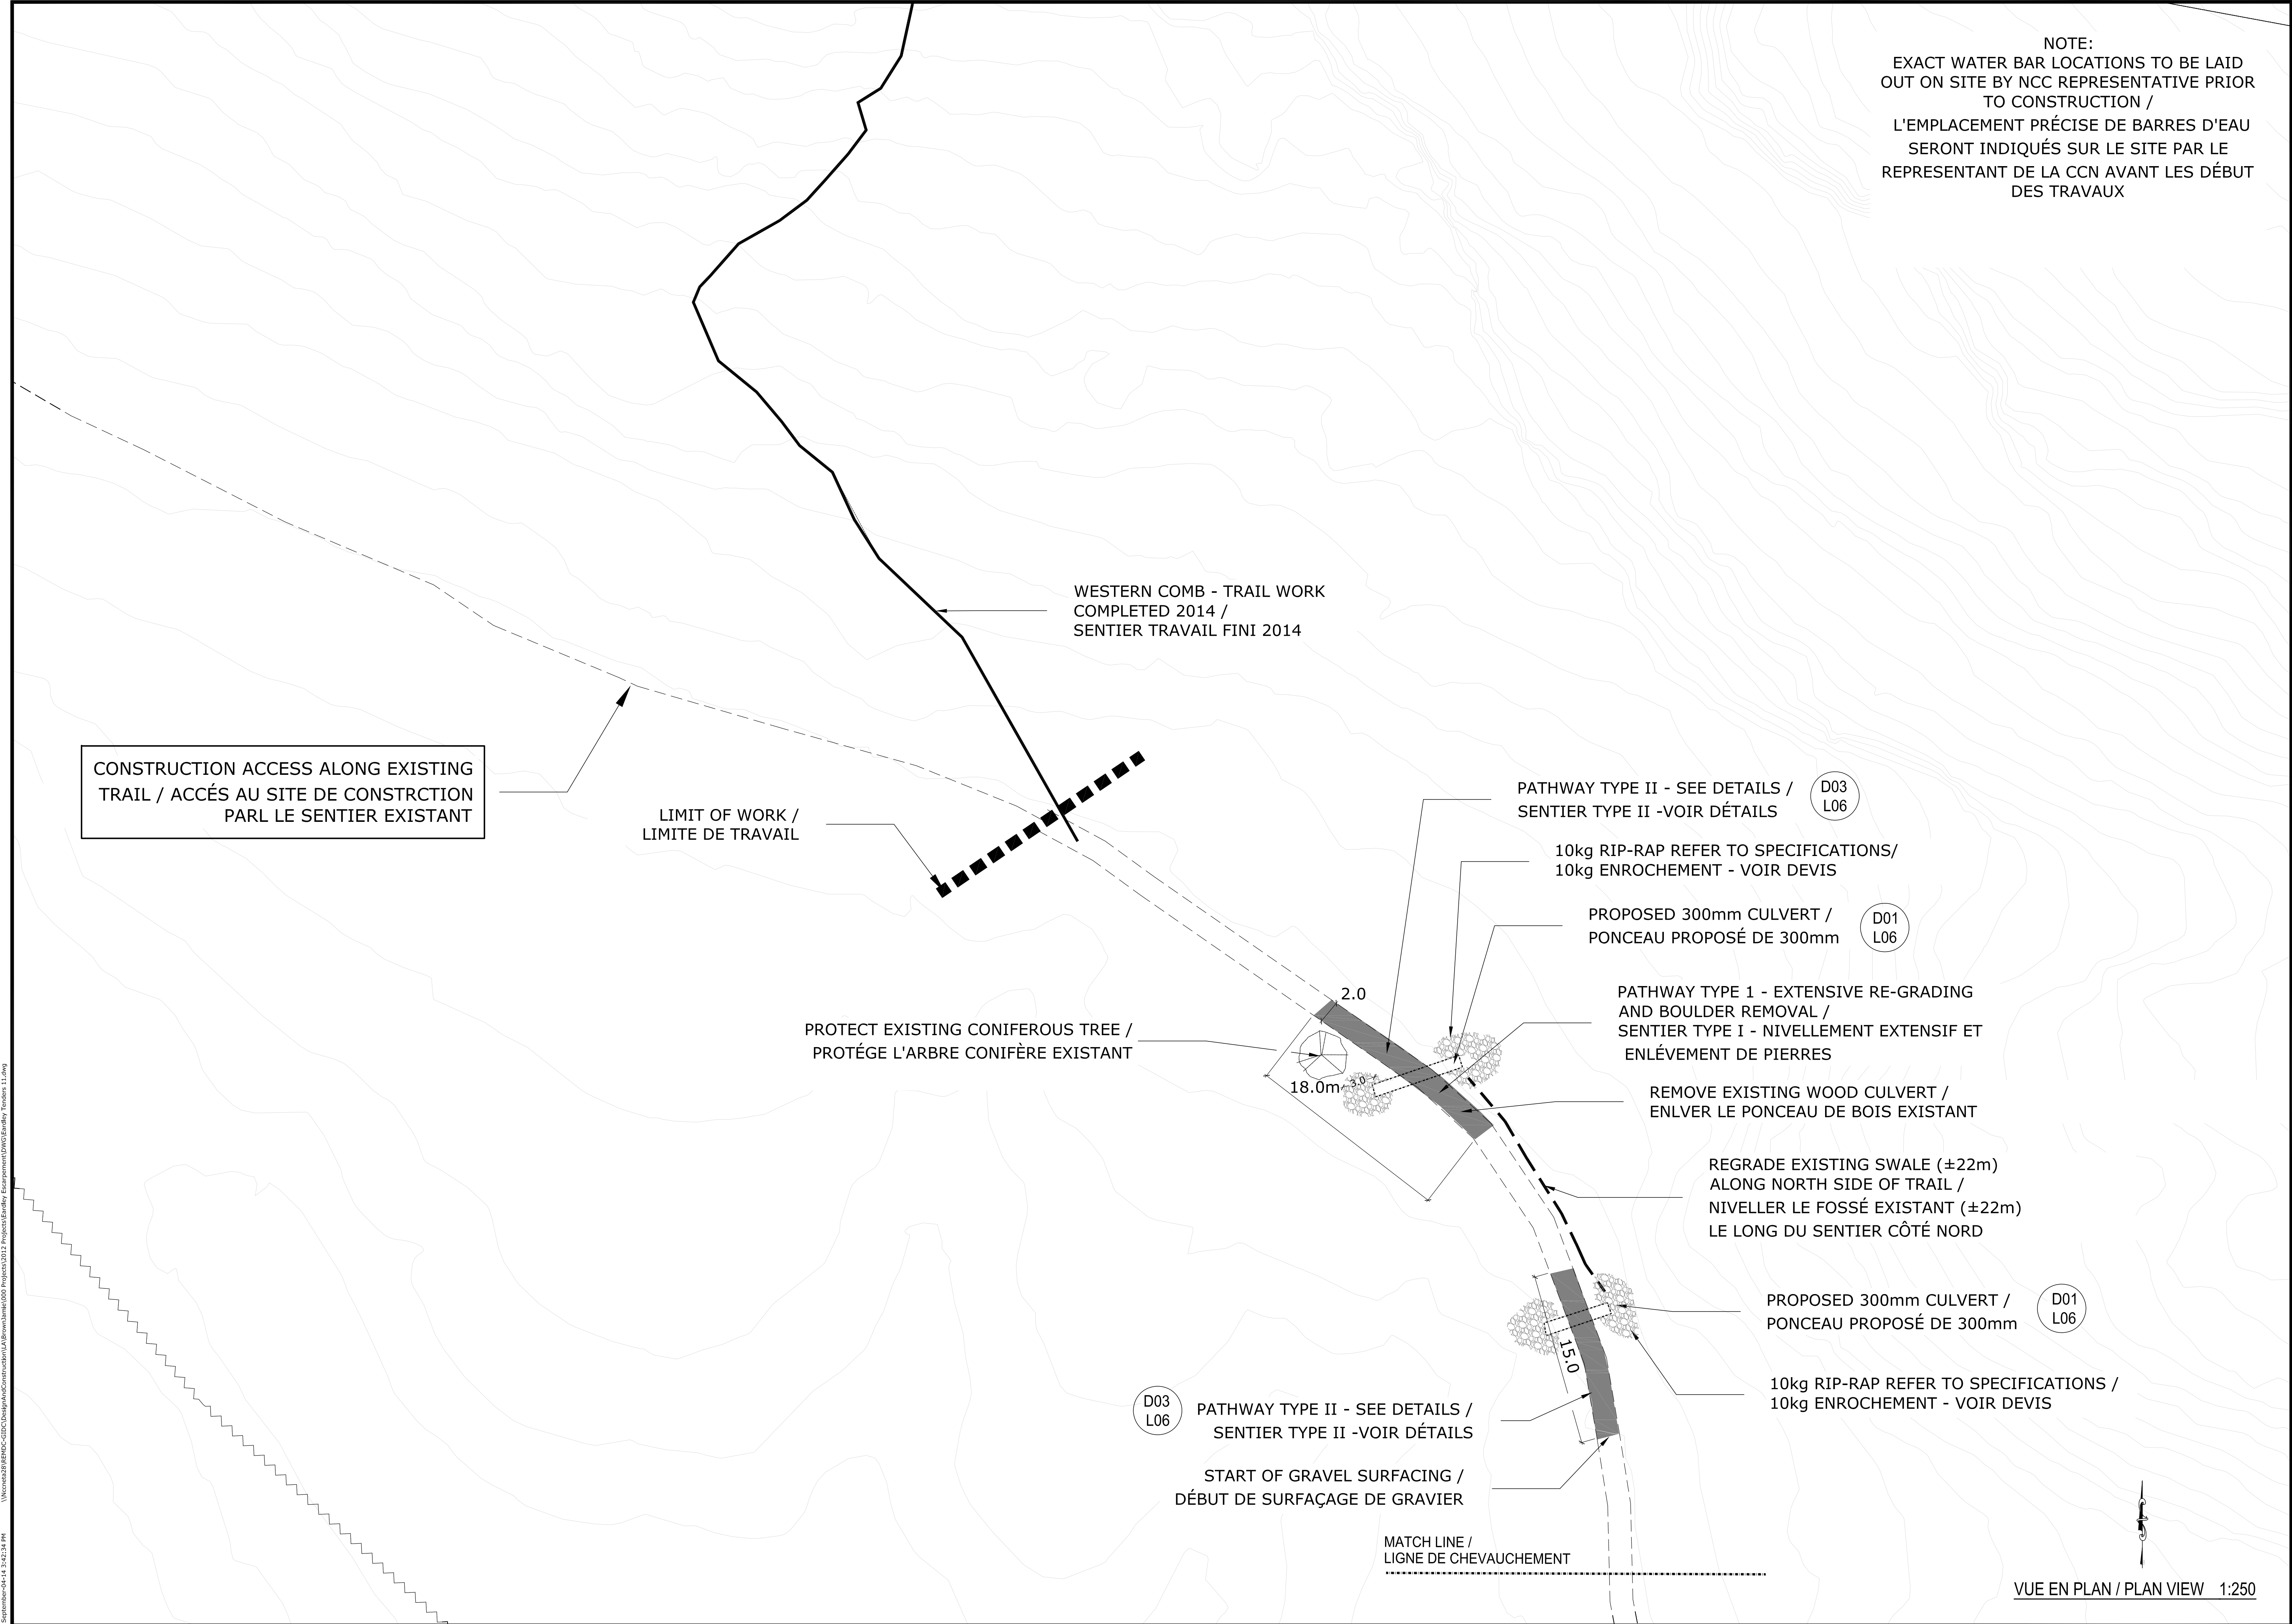 NOTE:
EXACT WATER BAR LOCATIONS TO BE LAID
OUT ON SITE BY NCC REPRESENTATIVE PRIOR
TO CONSTRUCTION /
L'EMPLACEMENT PRÉCISE DE BARRES D'EAU
SERONT INDIQUÉS SUR LE SITE PAR LE
REPRESENTANT DE LA CCN AVANT LES DÉBUT
DES TRAVAUX
WESTERN COMB - TRAIL WORK
COMPLETED 2014 /
SENTIER TRAVAIL FINI 2014
CONSTRUCTION ACCESS ALONG EXISTING
TRAIL / ACCÉS AU SITE DE CONSTRCTION
PARL LE SENTIER EXISTANT
LIMIT OF WORK /
LIMITE DE TRAVAIL
PATHWAY TYPE II - SEE DETAILS /
SENTIER TYPE II -VOIR DÉTAILS
D03
L06
10kg RIP-RAP REFER TO SPECIFICATIONS/
10kg ENROCHEMENT - VOIR DEVIS
PROPOSED 300mm CULVERT /
PONCEAU PROPOSÉ DE 300mm
D01
L06
PATHWAY TYPE 1 - EXTENSIVE RE-GRADING
AND BOULDER REMOVAL /
SENTIER TYPE I - NIVELLEMENT EXTENSIF ET
ENLÉVEMENT DE PIERRES
2.0
PROTECT EXISTING CONIFEROUS TREE /
PROTÉGE L'ARBRE CONIFÈRE EXISTANT
18.0m
3.0
REMOVE EXISTING WOOD CULVERT /
ENLVER LE PONCEAU DE BOIS EXISTANT
REGRADE EXISTING SWALE (±22m)
ALONG NORTH SIDE OF TRAIL /
NIVELLER LE FOSSÉ EXISTANT (±22m)
LE LONG DU SENTIER CÔTÉ NORD
PROPOSED 300mm CULVERT /
PONCEAU PROPOSÉ DE 300mm
D01
L06
15.0
10kg RIP-RAP REFER TO SPECIFICATIONS /
10kg ENROCHEMENT - VOIR DEVIS
D03
L06
PATHWAY TYPE II - SEE DETAILS /
SENTIER TYPE II -VOIR DÉTAILS
START OF GRAVEL SURFACING /
DÉBUT DE SURFAÇAGE DE GRAVIER
MATCH LINE /
LIGNE DE CHEVAUCHEMENT
VUE EN PLAN / PLAN VIEW 1:250
September-04-14 3:42:34 PM